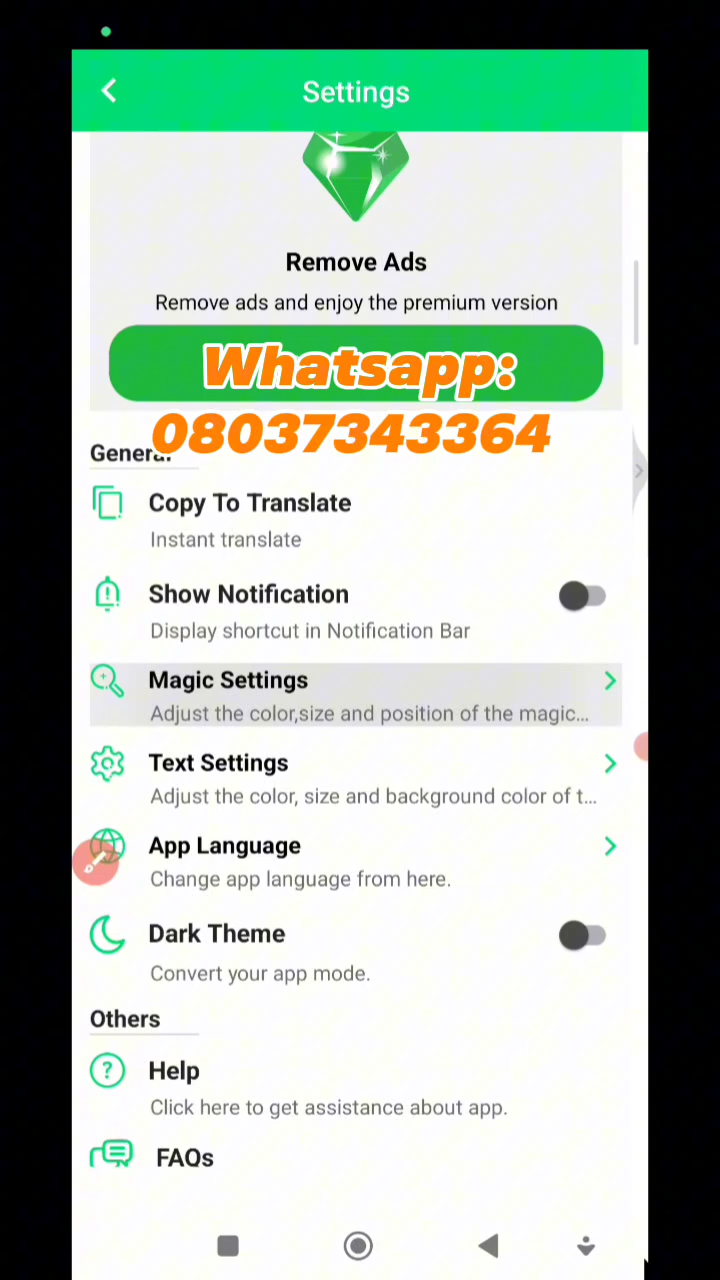 Settings
Remove Ads
Remove ads and enjoy the premium version
Whatsapp:
08037343364
General
Copy To Translate
Instant translate
Show Notification
Display shortcut in Notification Bar
Magic Settings
Adjust the color,size and position of the magic...
Text Settings
Adjust the color, size and background color of t...
App Language
Change app language from here.
Dark Theme
Convert your app mode.
Others
Help
Click here to get assistance about app.
FAQs